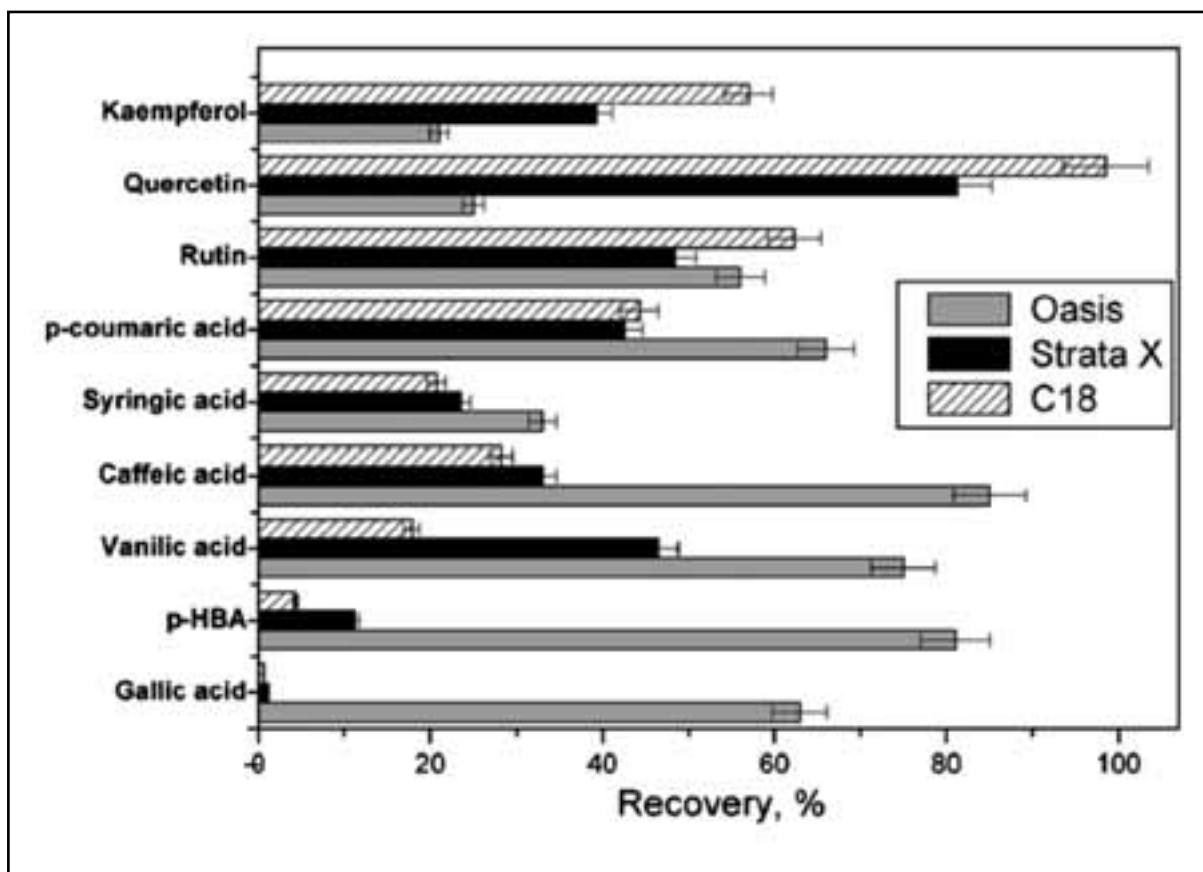 Kaempferol
Quercetin
Rutin
p-coumaric acid
Syringic acid
Caffeic acid
Vanilic acid
p-HBA
Gallic acid
Oasis
Strata X
C18
-0 20 40 60 80 100
Recovery, %